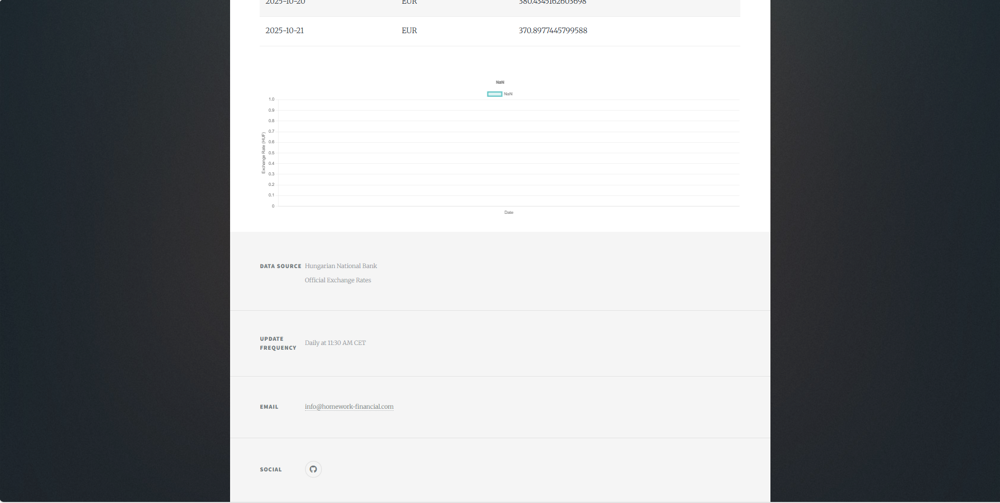 2025-10-20 EUR 380.4345162603698
2025-10-21 EUR 370.8977445799588
NaN
NaN
1.0
0.9
0.8
0.7
0.6
0.5
0.4
0.3
0.2
0.1
0
Exchange Rate (HUF)
Date
DATA SOURCE Hungarian National Bank
Official Exchange Rates
UPDATE
FREQUENCY
Daily at 11:30 AM CET
EMAIL info@homework-financial.com
SOCIAL